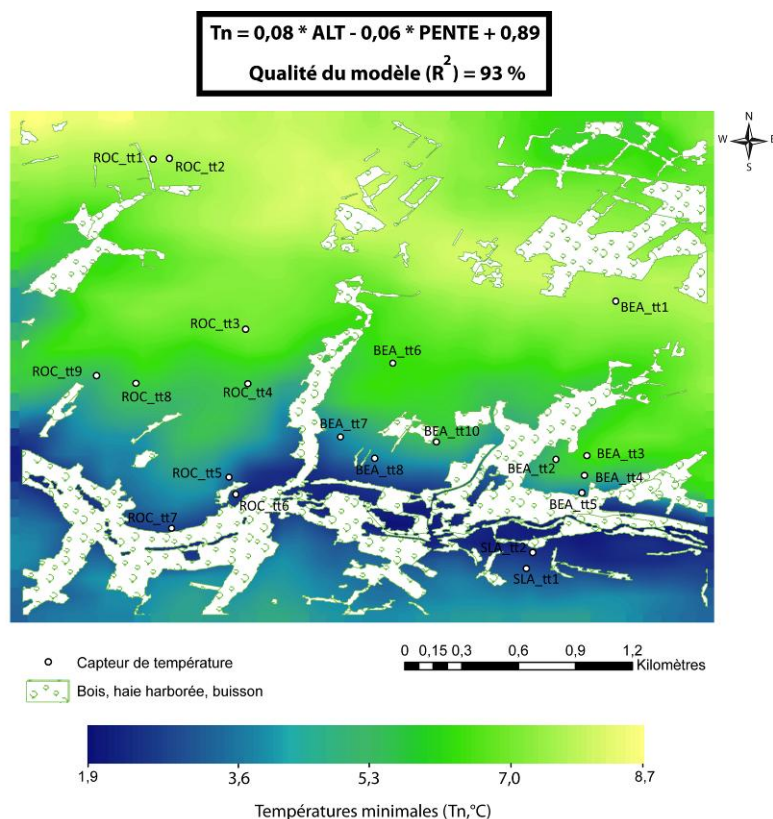 Tn = 0,08 * ALT - 0,06 * PENTE + 0,89
Qualité du modèle (R²) = 93 %
N
W E
S
ROC_tt1
ROC_tt2
BEA_tt1
ROC_tt3
BEA_tt6
ROC_tt9
ROC_tt8
ROC_tt4
BEA_tt7
BEA_tt10
BEA_tt8
BEA_tt2
BEA_tt3
BEA_tt4
BEA_tt5
ROC_tt5
ROC_tt6
ROC_tt7
SLA_tt2
SLA_tt1
Capteur de température
Bois, haie harborée, buisson
0 0,15 0,3 0,6 0,9 1,2
Kilomètres
1,9 3,6 5,3 7,0 8,7
Températures minimales (Tn,°C)